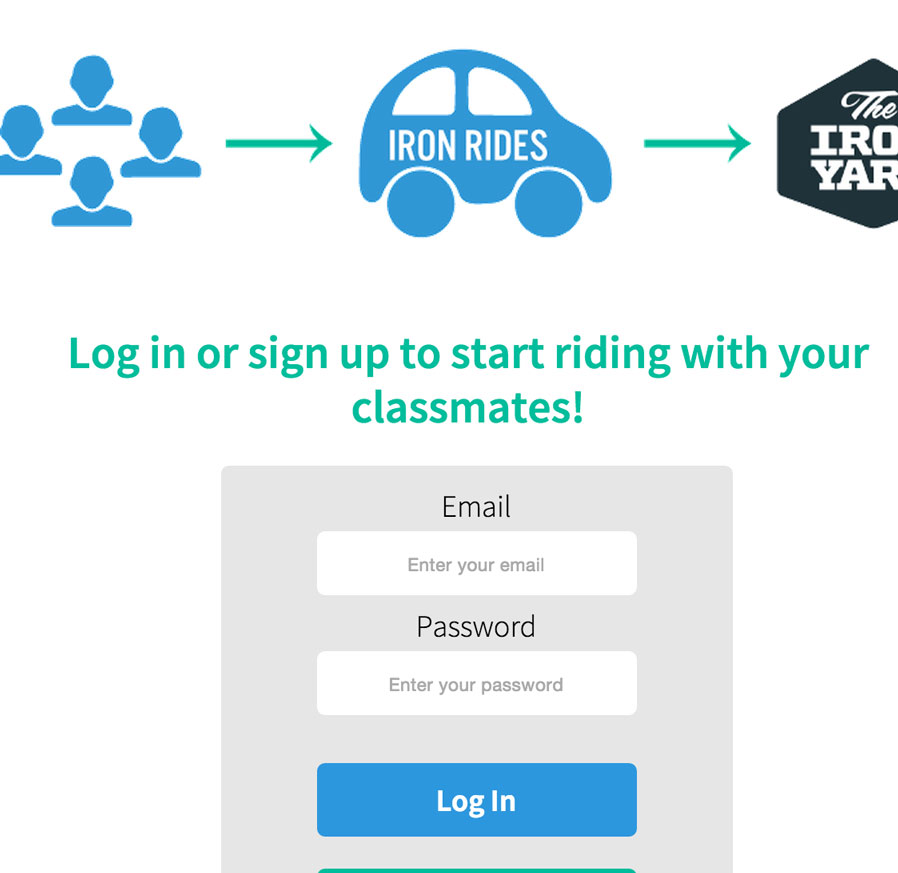 IRON RIDES
The
IRO
YAR
Log in or sign up to start riding with your
classmates!
Email
Enter your email
Password
Enter your password
Log In